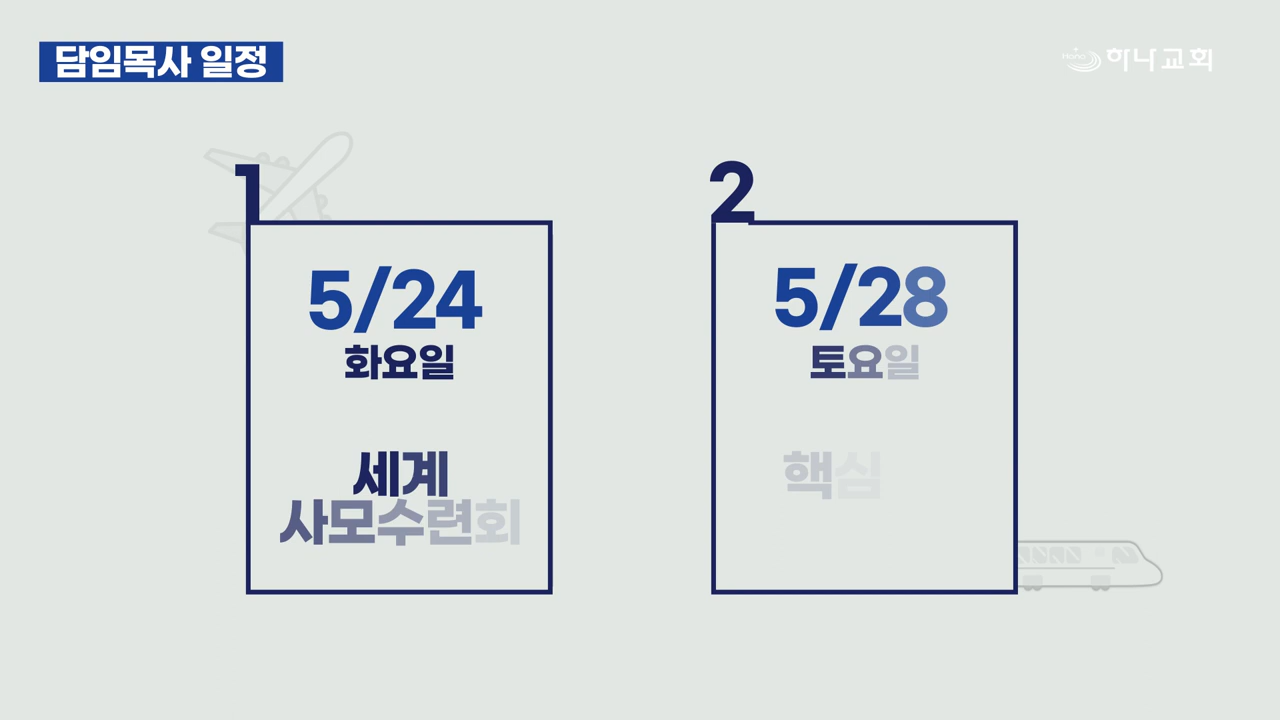 담임목사 일정
Hana 하나교회
1
5/24
화요일
세계
사모수련회
2
5/28
토요일
핵심